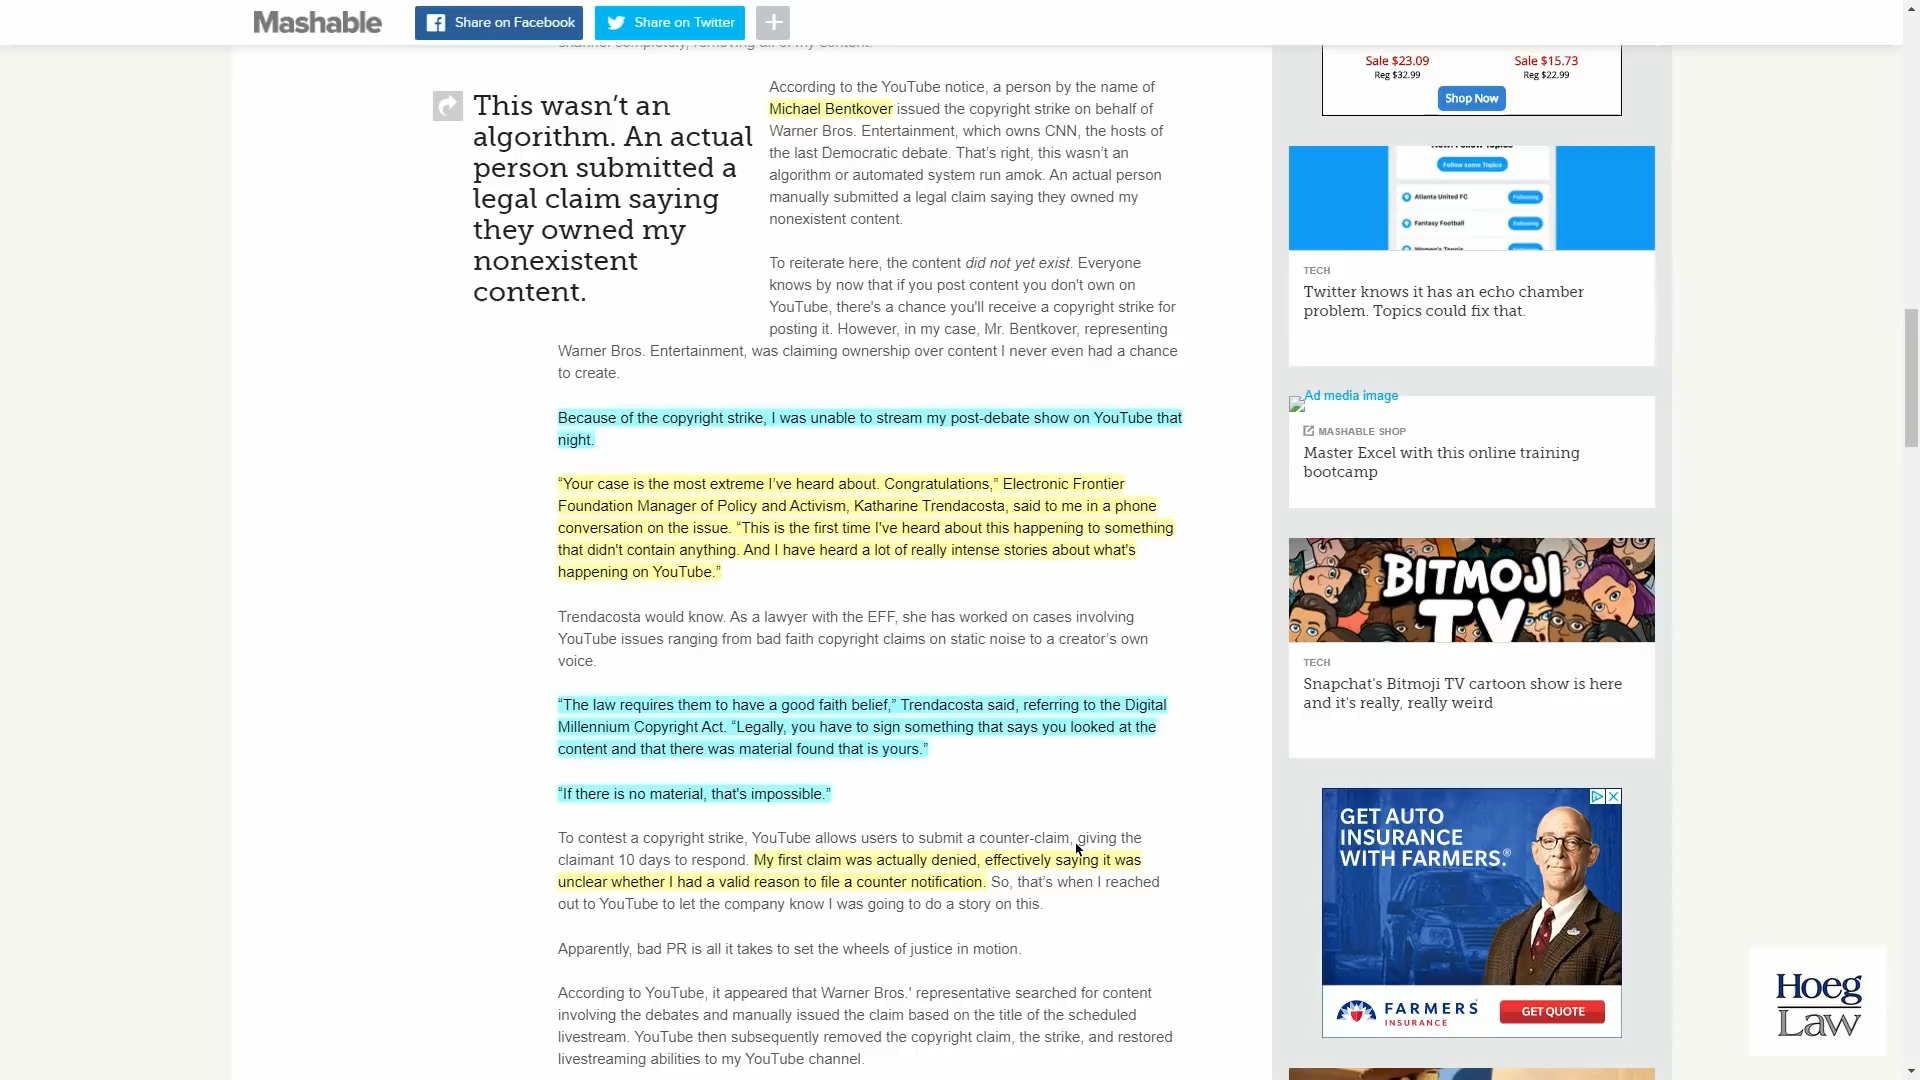 Mashable
Share on Facebook
Share on Twitter
+
channel completely, removing all of my content.
This wasn’t an
algorithm. An actual
person submitted a
legal claim saying
they owned my
nonexistent
content.
According to the YouTube notice, a person by the name of
Michael Bentkover issued the copyright strike on behalf of
Warner Bros. Entertainment, which owns CNN, the hosts of
the last Democratic debate. That’s right, this wasn’t an
algorithm or automated system run amok. An actual person
manually submitted a legal claim saying they owned my
nonexistent content.
To reiterate here, the content did not yet exist. Everyone
knows by now that if you post content you don't own on
YouTube, there's a chance you'll receive a copyright strike for
posting it. However, in my case, Mr. Bentkover, representing
Warner Bros. Entertainment, was claiming ownership over content I never even had a chance
to create.
Because of the copyright strike, I was unable to stream my post-debate show on YouTube that
night.
“Your case is the most extreme I’ve heard about. Congratulations,” Electronic Frontier
Foundation Manager of Policy and Activism, Katharine Trendacosta, said to me in a phone
conversation on the issue. “This is the first time I've heard about this happening to something
that didn't contain anything. And I have heard a lot of really intense stories about what's
happening on YouTube.”
Trendacosta would know. As a lawyer with the EFF, she has worked on cases involving
YouTube issues ranging from bad faith copyright claims on static noise to a creator’s own
voice.
“The law requires them to have a good faith belief,” Trendacosta said, referring to the Digital
Millennium Copyright Act. “Legally, you have to sign something that says you looked at the
content and that there was material found that is yours.”
“If there is no material, that's impossible.”
To contest a copyright strike, YouTube allows users to submit a counter-claim, giving the
claimant 10 days to respond. My first claim was actually denied, effectively saying it was
unclear whether I had a valid reason to file a counter notification. So, that’s when I reached
out to YouTube to let the company know I was going to do a story on this.
Apparently, bad PR is all it takes to set the wheels of justice in motion.
According to YouTube, it appeared that Warner Bros.' representative searched for content
involving the debates and manually issued the claim based on the title of the scheduled
livestream. YouTube then subsequently removed the copyright claim, the strike, and restored
livestreaming abilities to my YouTube channel.
Sale $23.09
Reg $32.99
Sale $15.73
Reg $22.99
Shop Now
Follow some Topics
Atlanta United FC
Following
Fantasy Football
Following
Women's Tennis
TECH
Twitter knows it has an echo chamber
problem. Topics could fix that.
Ad media image
MASHABLE SHOP
Master Excel with this online training
bootcamp
BITMOJI
TV
TECH
Snapchat's Bitmoji TV cartoon show is here
and it's really, really weird
GET AUTO
INSURANCE
WITH FARMERS.®
FARMERS
INSURANCE
GET QUOTE
Hoeg
Law